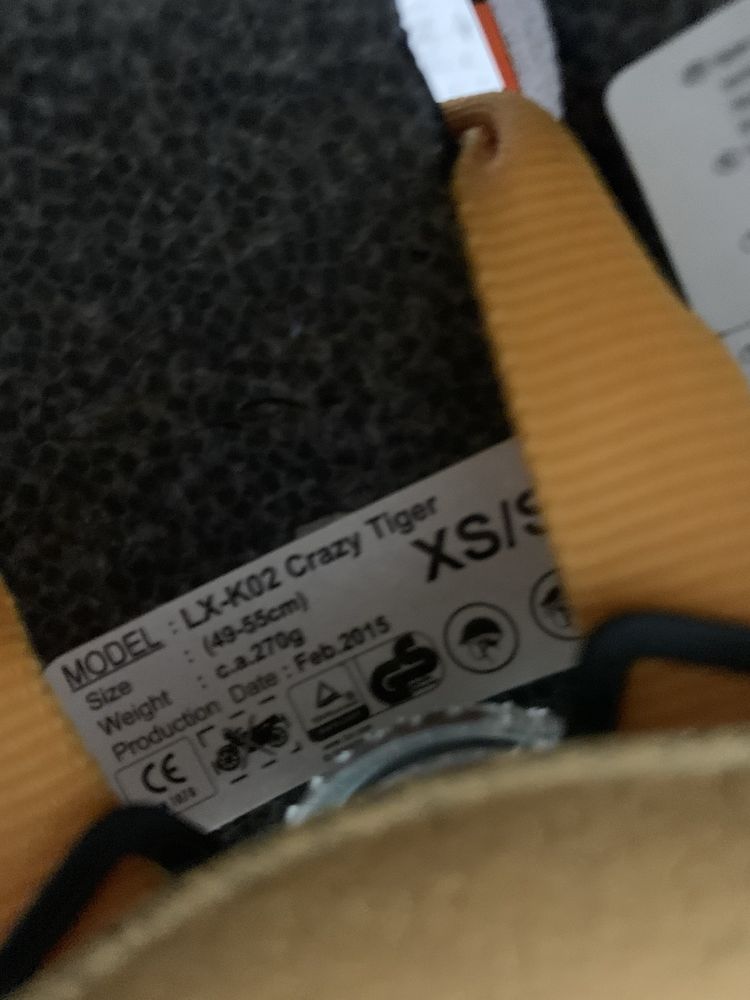 MODEL : LX-K02 Crazy Tiger
XS/S
Size : (49-55cm)
Weight : c.a.270g
Production Date : Feb.2015
CE